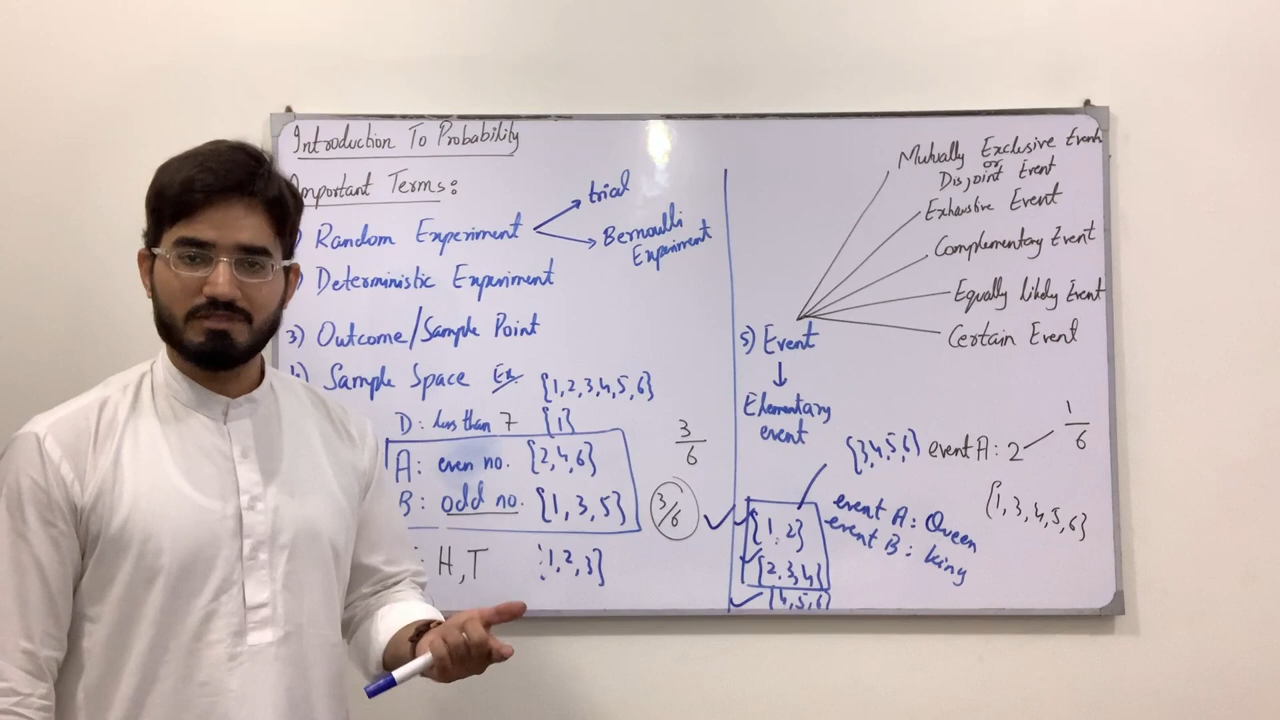 Introduction To Probability
Important Terms:
Random Experiment
trial
Bernoulli
Experiment
Deterministic Experiment
3) Outcome/Sample Point
Sample Space Ex {1,2,3,4,5,6}
D: less than 7 {1}
A: even no. {2,4,6}
B: odd no. {1,3,5}
H,T 1,2,3}
3/6
3/6
Mutually Exclusive Events
or
Disjoint Event
Exhaustive Event
Complementary Event
Equally Likely Event
Certain Event
5) Event
Elementary
event
{3,4,5,6} event A: 2
1/6
{1,3,4,5,6}
{1,2}
{2,3,4}
{4,5,6}
event A: Queen
event B: king